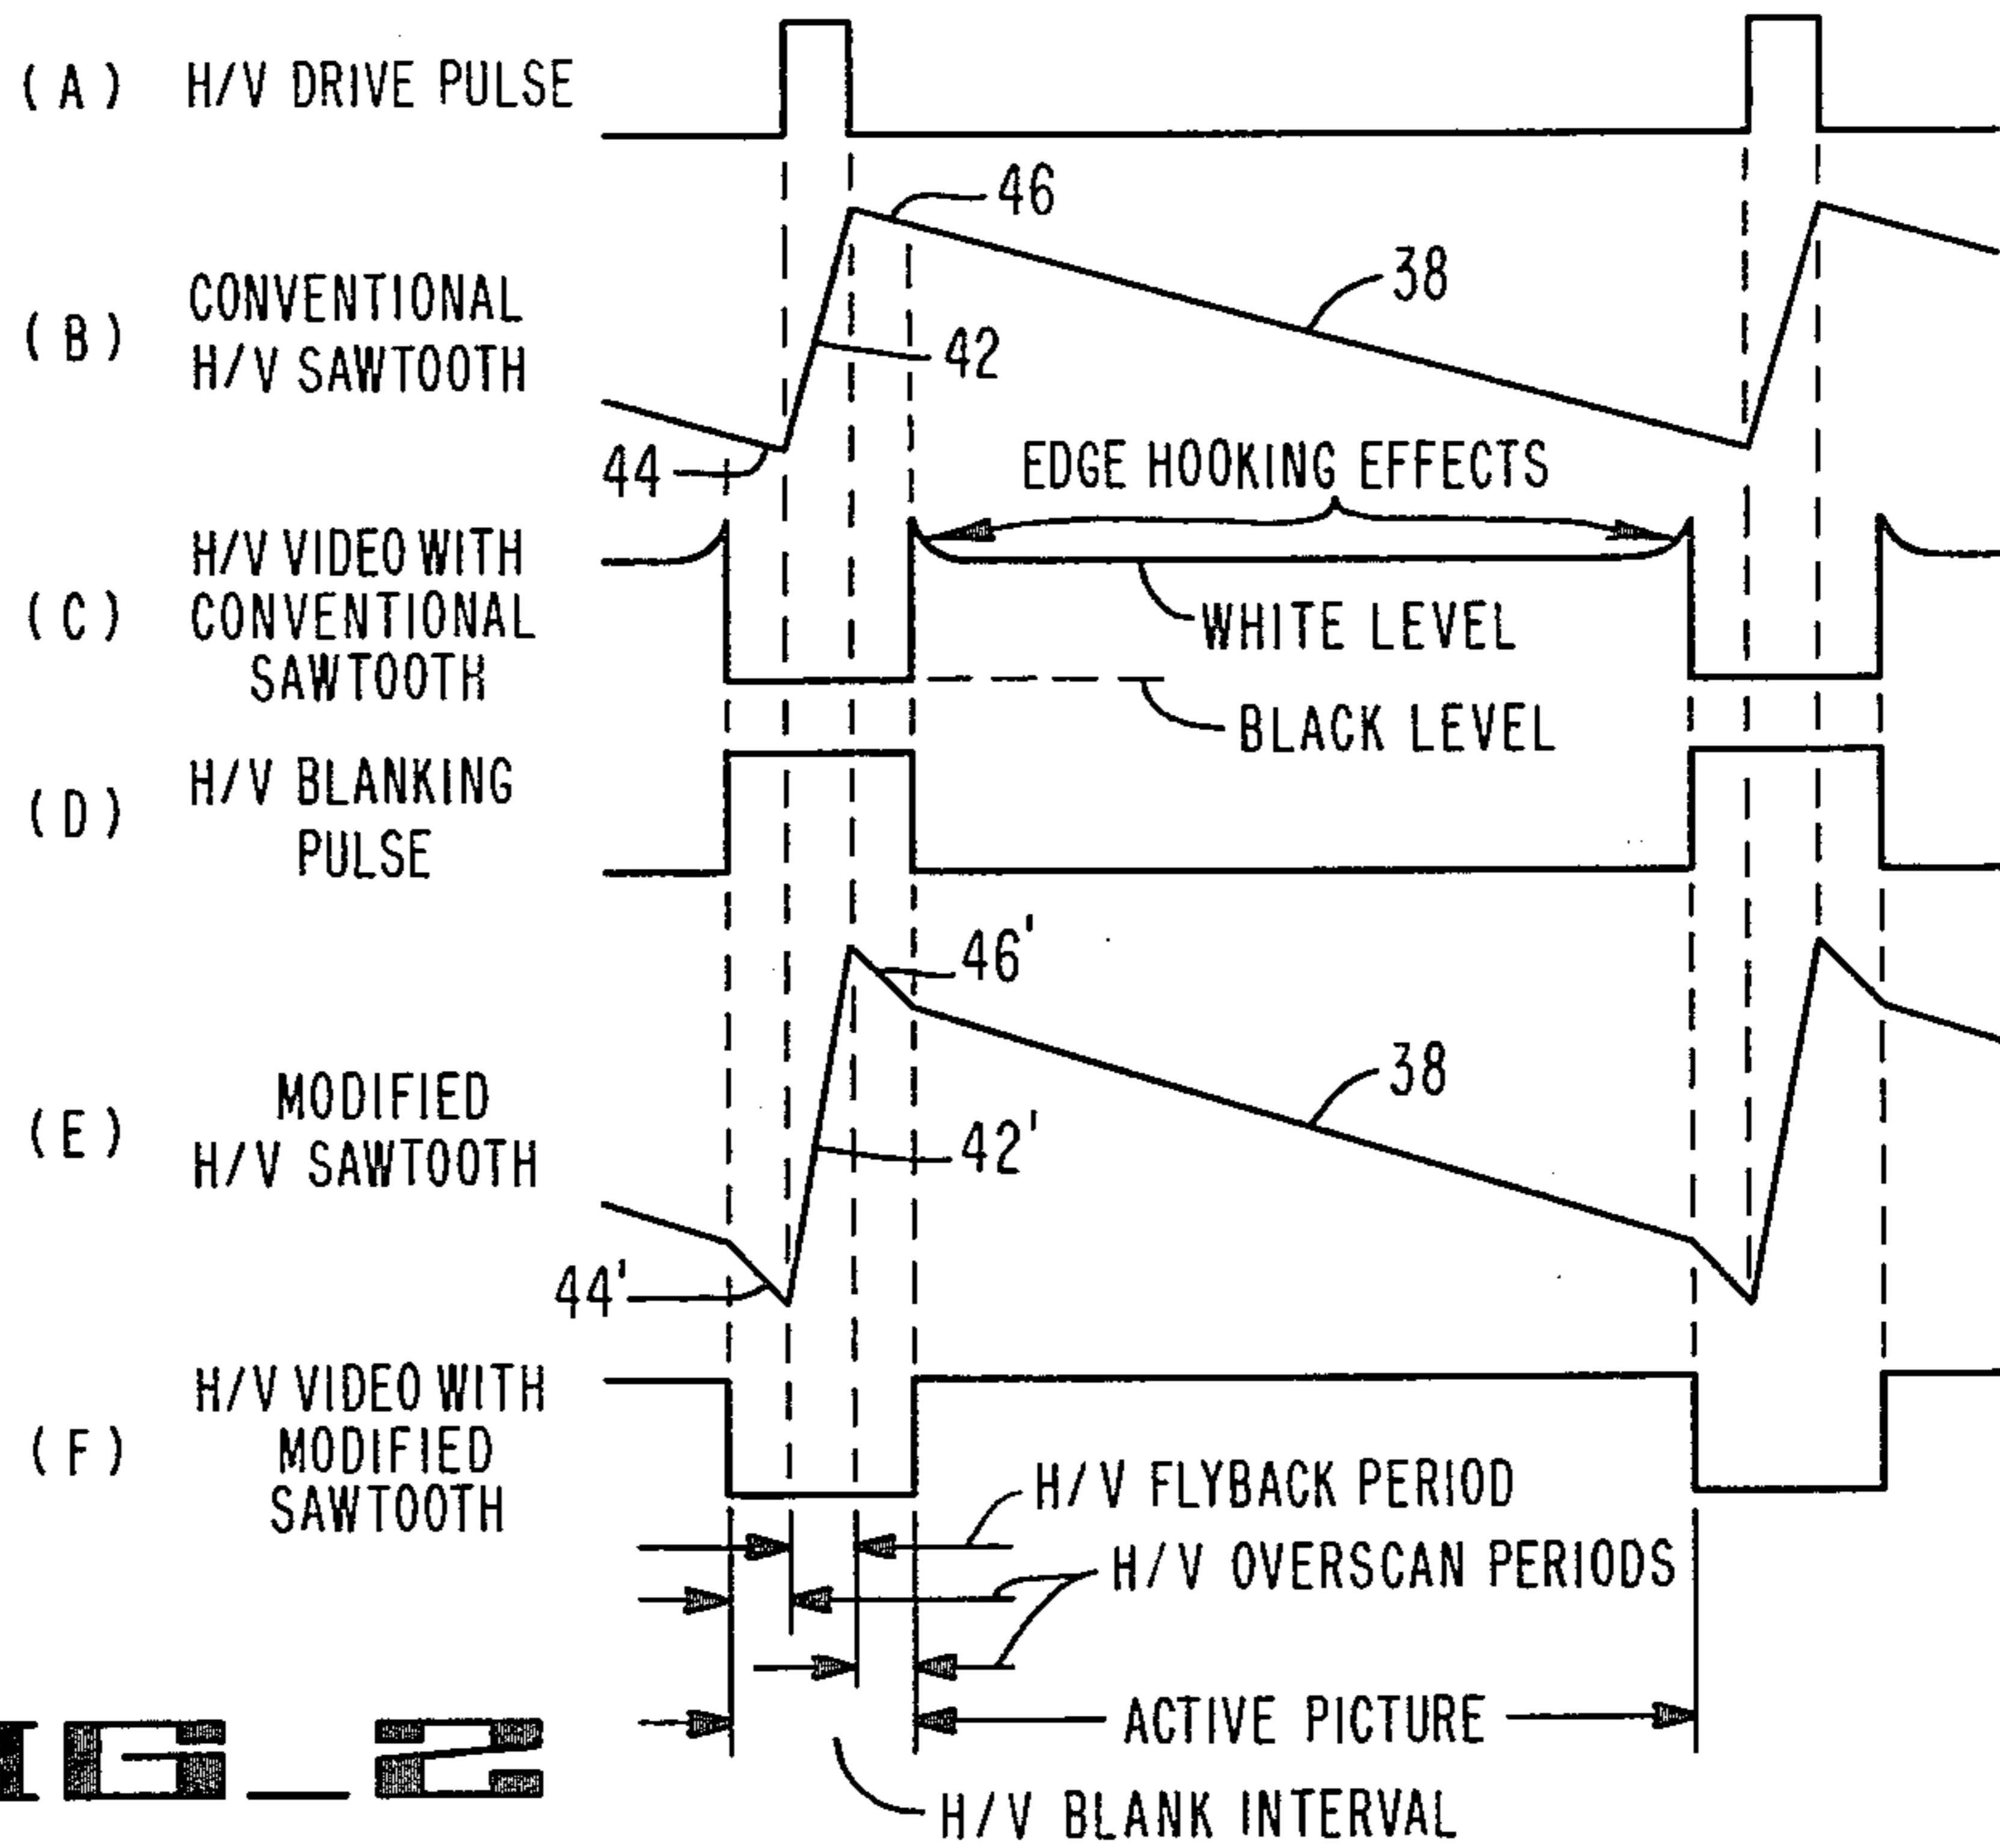 (A) H/V DRIVE PULSE
46
(B) CONVENTIONAL
H/V SAWTOOTH
38
42
44
EDGE HOOKING EFFECTS
(C) H/V VIDEO WITH
CONVENTIONAL
SAWTOOTH
WHITE LEVEL
BLACK LEVEL
(D) H/V BLANKING
PULSE
46'
(E) MODIFIED
H/V SAWTOOTH
38
42'
44'
(F) H/V VIDEO WITH
MODIFIED
SAWTOOTH
H/V FLYBACK PERIOD
H/V OVERSCAN PERIODS
ACTIVE PICTURE
H/V BLANK INTERVAL
IG_2